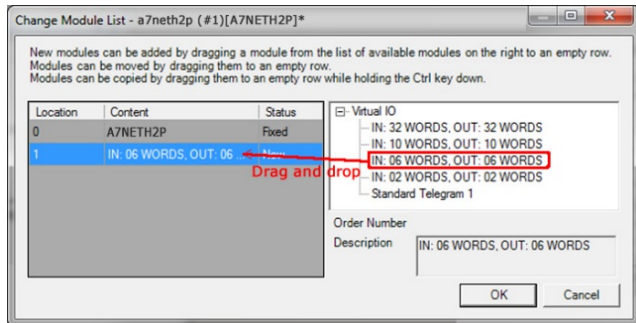 Change Module List - a7neth2p (#1)[A7NETH2P]*
New modules can be added by dragging a module from the list of available modules on the right to an empty row.
Modules can be moved by dragging them to an empty row.
Modules can be copied by dragging them to an empty row while holding the Ctrl key down.
Location Content Status
0 A7NETH2P Fixed
1 IN: 06 WORDS, OUT: 06 ... New
Drag and drop
Virtual IO
IN: 32 WORDS, OUT: 32 WORDS
IN: 10 WORDS, OUT: 10 WORDS
IN: 06 WORDS, OUT: 06 WORDS
IN: 02 WORDS, OUT: 02 WORDS
Standard Telegram 1
Order Number
Description IN: 06 WORDS, OUT: 06 WORDS
OK Cancel